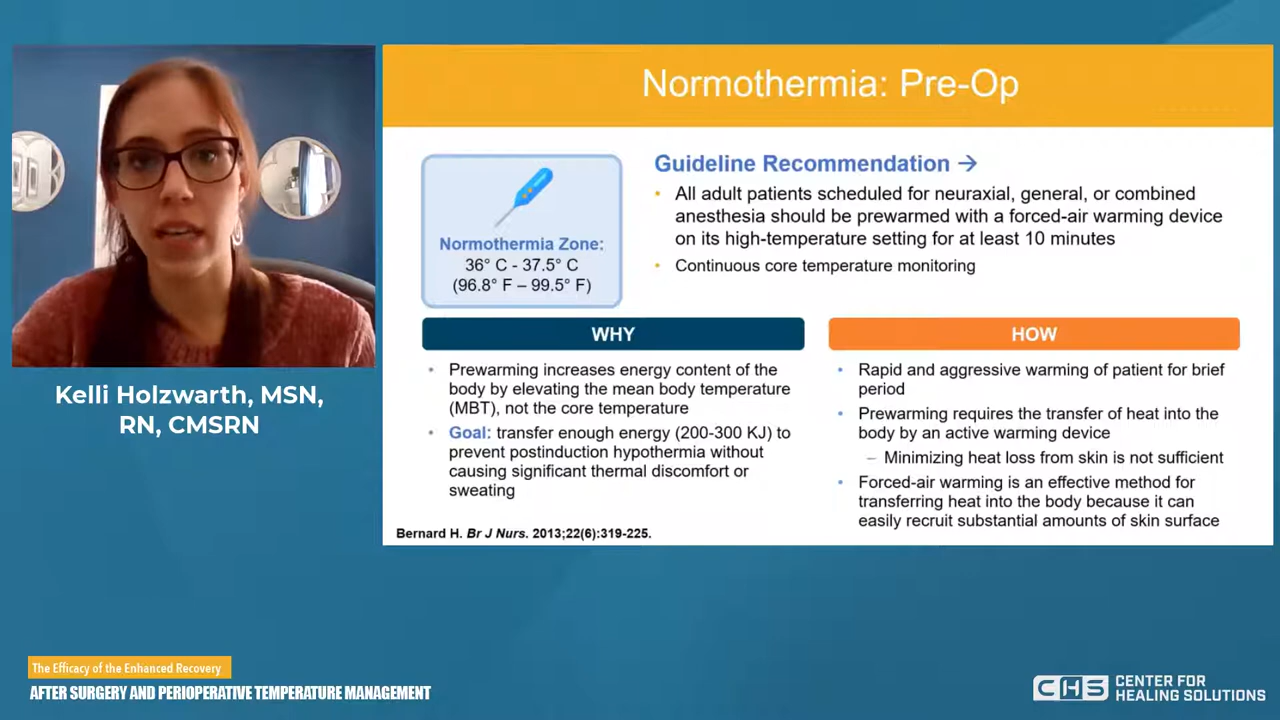 Normothermia: Pre-Op
Normothermia Zone:
36° C - 37.5° C
(96.8° F – 99.5° F)
Guideline Recommendation →
• All adult patients scheduled for neuraxial, general, or combined
anesthesia should be prewarmed with a forced-air warming device
on its high-temperature setting for at least 10 minutes
• Continuous core temperature monitoring
WHY
• Prewarming increases energy content of the
body by elevating the mean body temperature
(MBT), not the core temperature
• Goal: transfer enough energy (200-300 KJ) to
prevent postinduction hypothermia without
causing significant thermal discomfort or
sweating
HOW
• Rapid and aggressive warming of patient for brief
period
• Prewarming requires the transfer of heat into the
body by an active warming device
– Minimizing heat loss from skin is not sufficient
• Forced-air warming is an effective method for
transferring heat into the body because it can
easily recruit substantial amounts of skin surface
Bernard H. Br J Nurs. 2013;22(6):319-225.
Kelli Holzwarth, MSN,
RN, CMSRN
The Efficacy of the Enhanced Recovery
AFTER SURGERY AND PERIOPERATIVE TEMPERATURE MANAGEMENT
CHS
CENTER FOR
HEALING SOLUTIONS